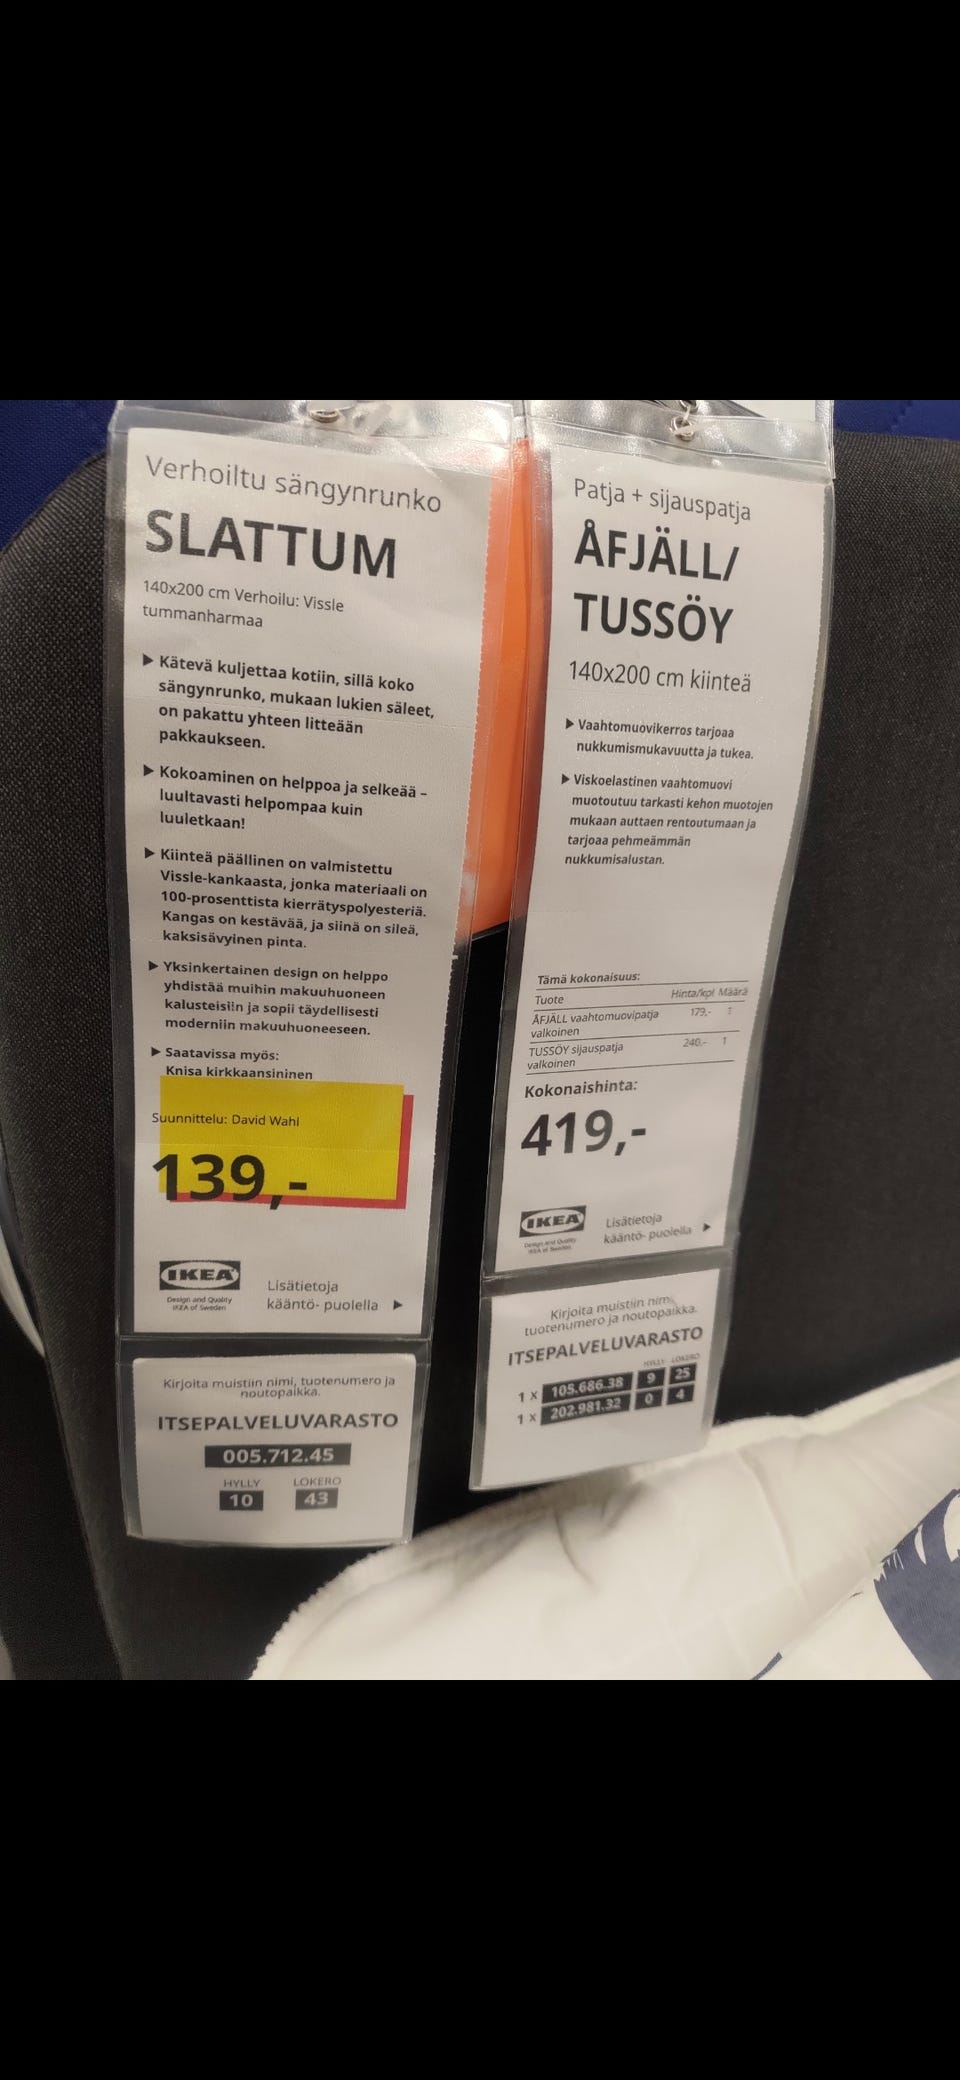 Verhoiltu sängynrunko
SLATTUM
140x200 cm Verhoilu: Vissle
tummanharmaa
▶ Kätevä kuljettaa kotiin, sillä koko
sängynrunko, mukaan lukien säleet,
on pakattu yhteen litteään
pakkaukseen.
▶ Kokoaminen on helppoa ja selkeää –
luultavasti helpompaa kuin
luuletkaan!
▶ Kiinteä päällinen on valmistettu
Vissle-kankaasta, jonka materiaali on
100-prosenttista kierrätyspolyesteriä.
Kangas on kestävää, ja siinä on sileä,
kaksisävyinen pinta.
▶ Yksinkertainen design on helppo
yhdistää muihin makuuhuoneen
kalusteisiin ja sopii täydellisesti
moderniin makuuhuoneeseen.
▶ Saatavissa myös:
Knisa kirkkaansininen
Suunnittelu: David Wahl
139,-
IKEA
Design and Quality
IKEA of Sweden
Lisätietoja
kääntö- puolella ▶
Kirjoita muistiin nimi, tuotenumero ja
noutopaikka.
ITSEPALVELUVARASTO
005.712.45
HYLLY LOKERO
10 43
Patja + sijauspatja
ÅFJÄLL/
TUSSÖY
140x200 cm kiinteä
▶ Vaahtomuovikerros tarjoaa
nukkumismukavuutta ja tukea.
▶ Viskoelastinen vaahtomuovi
muotoutuu tarkasti kehon muotojen
mukaan auttaen rentoutumaan ja
tarjoaa pehmeämmän
nukkumisalustan.
Tämä kokonaisuus:
Tuote Hinta/kpl Määrä
ÅFJÄLL vaahtomuovipatja 179,- 1
valkoinen
TUSSÖY sijauspatja 240,- 1
valkoinen
Kokonaishinta:
419,-
IKEA
Design and Quality
IKEA of Sweden
Lisätietoja
kääntö- puolella ▶
Kirjoita muistiin nimi,
tuotenumero ja noutopaikka.
ITSEPALVELUVARASTO
HYLLY LOKERO
1 X 105.686.38 9 25
1 X 202.981.32 0 4